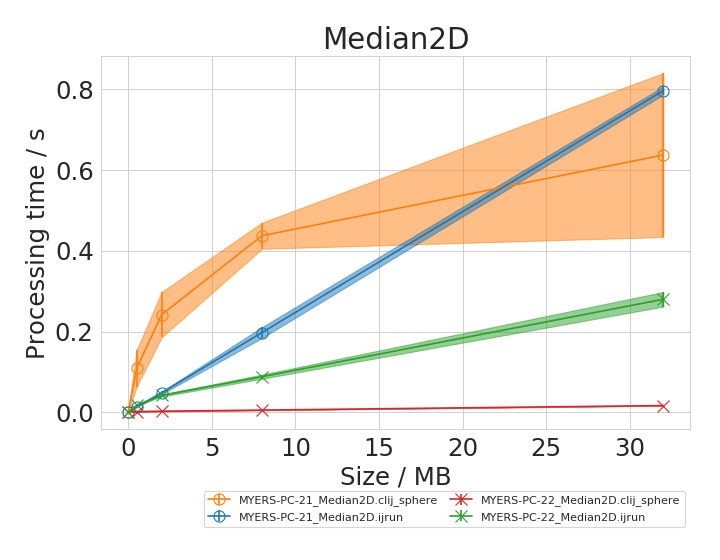 Median2D
Processing time / s
0.8
0.6
0.4
0.2
0.0
0 5 10 15 20 25 30
Size / MB
MYERS-PC-21_Median2D.clij_sphere MYERS-PC-22_Median2D.clij_sphere
MYERS-PC-21_Median2D.ijrun MYERS-PC-22_Median2D.ijrun